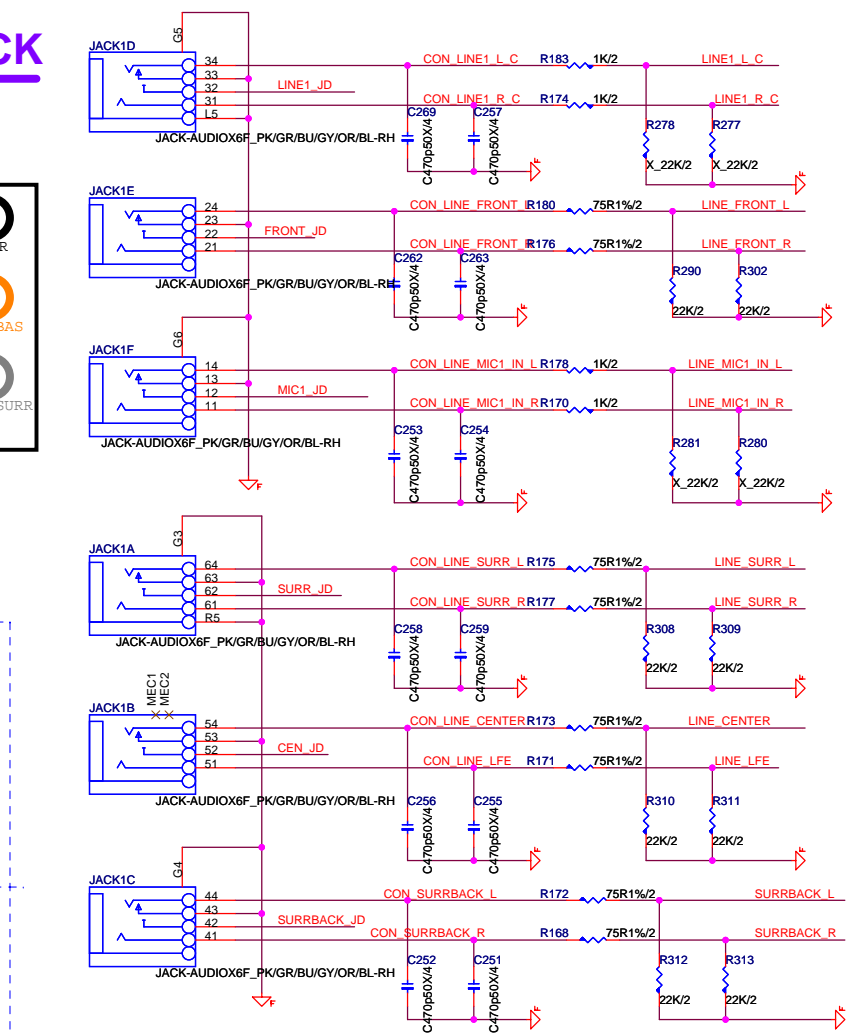 CK
R
BAS
SURR
JACK1D
G5
34
33
32
31
L5
LINE1_JD
CON_LINE1_L_C
R183
1K/2
LINE1_L_C
CON_LINE1_R_C
R174
1K/2
LINE1_R_C
C269
C470p50X/4
C257
C470p50X/4
R278
X_22K/2
R277
X_22K/2
F
F
JACK-AUDIOX6F_PK/GR/BU/GY/OR/BL-RH
JACK1E
24
23
22
21
FRONT_JD
R180
75R1%/2
LINE_FRONT_L
R176
75R1%/2
LINE_FRONT_R
C262
C470p50X/4
C263
C470p50X/4
R290
22K/2
R302
22K/2
F
F
JACK-AUDIOX6F_PK/GR/BU/GY/OR/BL-RH
JACK1F
G6
14
13
12
11
MIC1_JD
CON_LINE_MIC1_IN_L
R178
1K/2
LINE_MIC1_IN_L
CON_LINE_MIC1_IN_R
R170
1K/2
LINE_MIC1_IN_R
C253
C470p50X/4
C254
C470p50X/4
R281
X_22K/2
R280
X_22K/2
F
F
F
JACK-AUDIOX6F_PK/GR/BU/GY/OR/BL-RH
JACK1A
G3
64
63
62
61
R5
SURR_JD
CON_LINE_SURR_L
R175
75R1%/2
LINE_SURR_L
CON_LINE_SURR_R
R177
75R1%/2
LINE_SURR_R
C258
C470p50X/4
C259
C470p50X/4
R308
22K/2
R309
22K/2
F
F
JACK-AUDIOX6F_PK/GR/BU/GY/OR/BL-RH
MEC1
MEC2
JACK1B
54
53
52
51
CEN_JD
CON_LINE_CENTER
R173
75R1%/2
LINE_CENTER
CON_LINE_LFE
R171
75R1%/2
LINE_LFE
C256
C470p50X/4
C255
C470p50X/4
R310
22K/2
R311
22K/2
F
F
JACK-AUDIOX6F_PK/GR/BU/GY/OR/BL-RH
JACK1C
G4
44
43
42
41
SURRBACK_JD
CON_SURRBACK_L
R172
75R1%/2
SURRBACK_L
CON_SURRBACK_R
R168
75R1%/2
SURRBACK_R
C252
C470p50X/4
C251
C470p50X/4
R312
22K/2
R313
22K/2
F
F
F
JACK-AUDIOX6F_PK/GR/BU/GY/OR/BL-RH